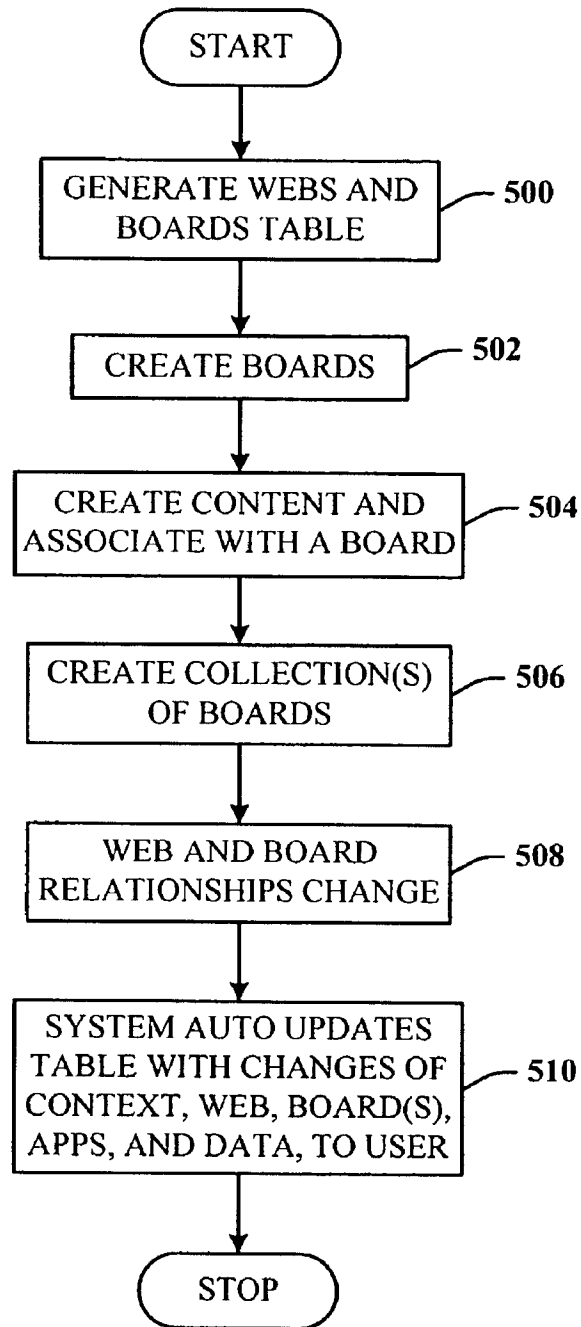 START
GENERATE WEBS AND
BOARDS TABLE
500
CREATE BOARDS
502
CREATE CONTENT AND
ASSOCIATE WITH A BOARD
504
CREATE COLLECTION(S)
OF BOARDS
506
WEB AND BOARD
RELATIONSHIPS CHANGE
508
SYSTEM AUTO UPDATES
TABLE WITH CHANGES OF
CONTEXT, WEB, BOARD(S),
APPS, AND DATA, TO USER
510
STOP